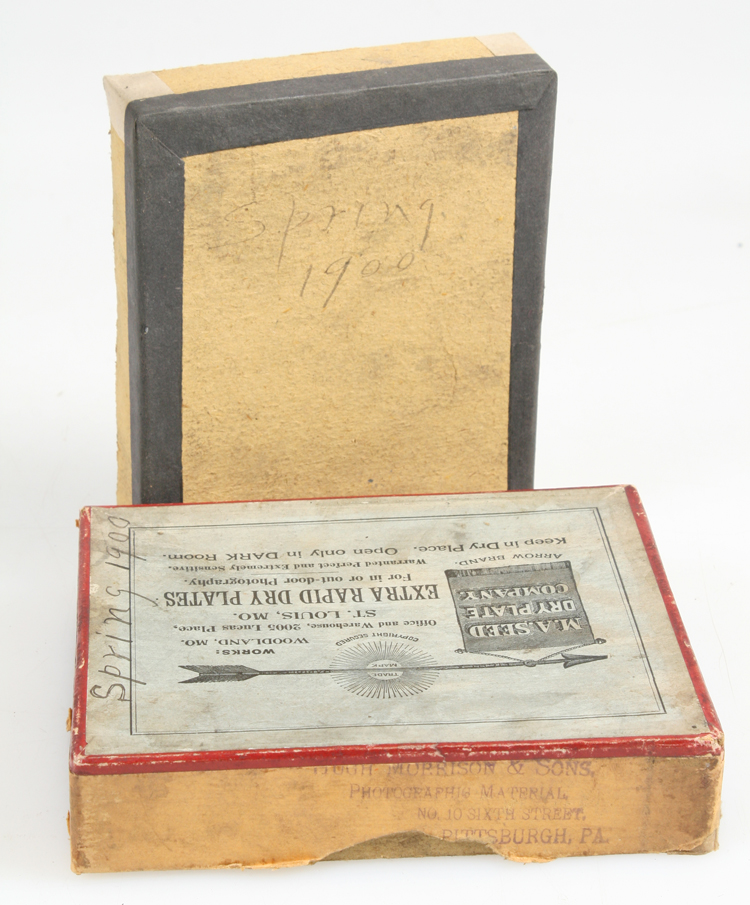 Spring
1900
Spring 1900
M.A. SEED
DRY PLATE
COMPANY.
ARROW BRAND.
TRADE
MARK
COPYRIGHT SECURED
WORKS:
WOODLAND, MO.
Office and Warehouse, 2005 Lucas Place,
ST. LOUIS, MO.
EXTRA RAPID DRY PLATES
For in or out-door Photography.
Warranted Perfect and Extremely Sensitive.
Keep in Dry Place. Open only in DARK Room.
MORRISON & SONS,
PHOTOGRAPHIC MATERIAL,
NO. 10 SIXTH STREET,
PITTSBURGH, PA.